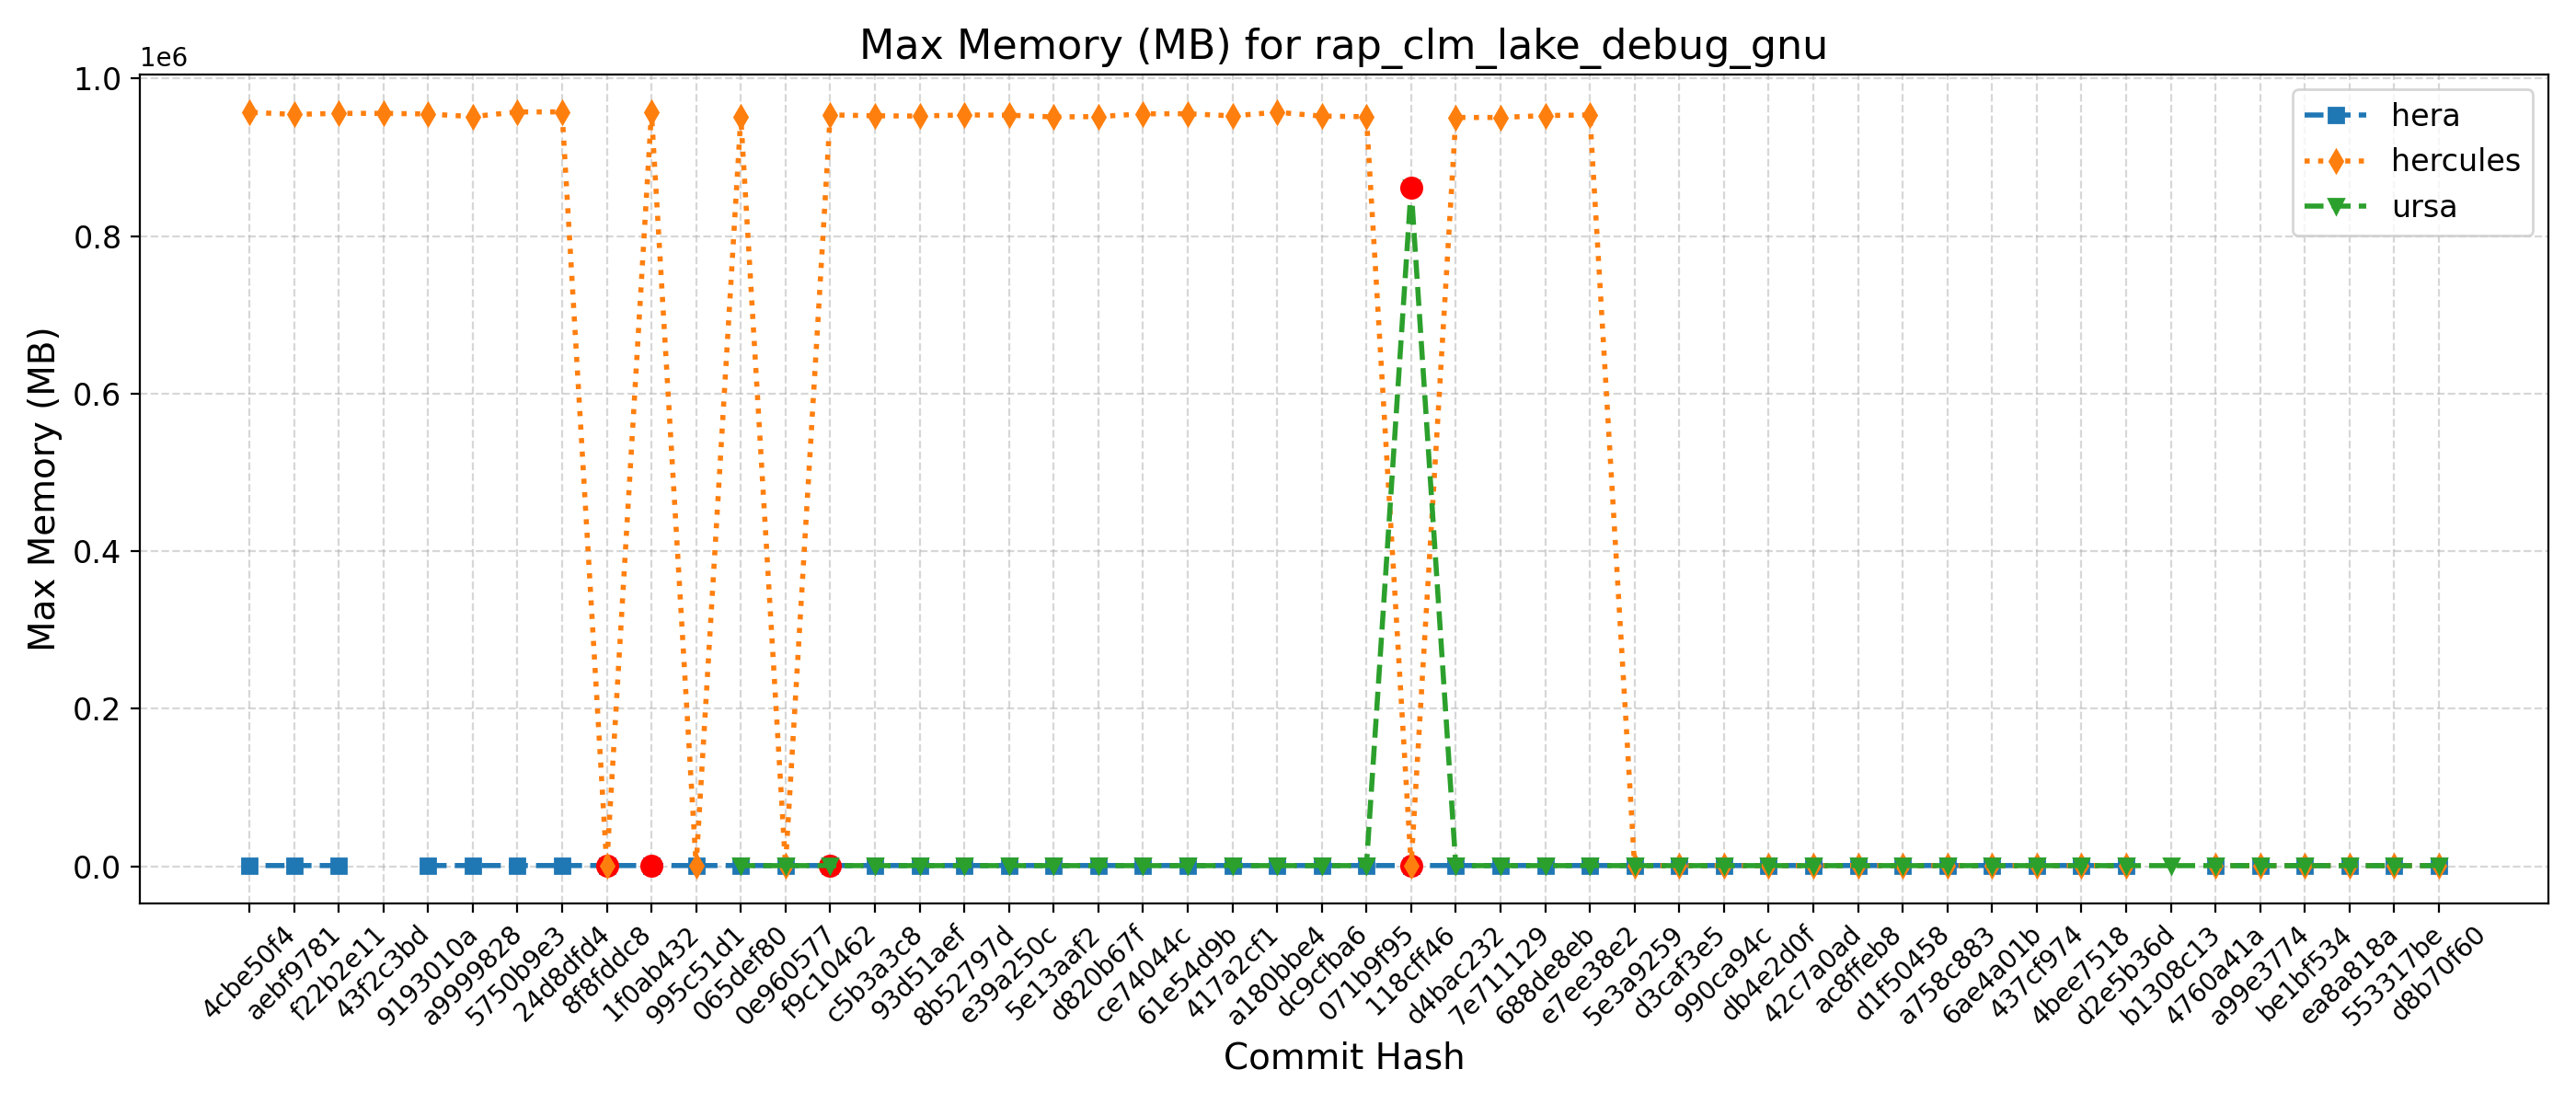 Max Memory (MB) for rap_clm_lake_debug_gnu
1e6
1.0
0.8
0.6
0.4
0.2
0.0
Max Memory (MB)
hera
hercules
ursa
4cbe50f4
aebf9781
f22b2e11
43f2c3bd
9193010a
a9999828
5750b9e3
24d8dfd4
8f8fddc8
1f0ab432
995c51d1
065def80
0e960577
f9c10462
c5b3a3c8
93d51aef
8b52797d
e39a250c
5e13aaf2
d820b67f
ce74044c
61e54d9b
417a2cf1
a180bbe4
dc9cfba6
071b9f95
118cff46
d4bac232
7e711129
688de8eb
e7ee38e2
5e3a9259
d3caf3e5
990ca94c
db4e2d0f
42c7a0ad
ac8ffeb8
d1f50458
a758c883
6ae4a01b
437cf974
4bee7518
d2e5b36d
b1308c13
4760a41a
a99e3774
be1bf534
ea8a818a
553317be
d8b70f60
Commit Hash